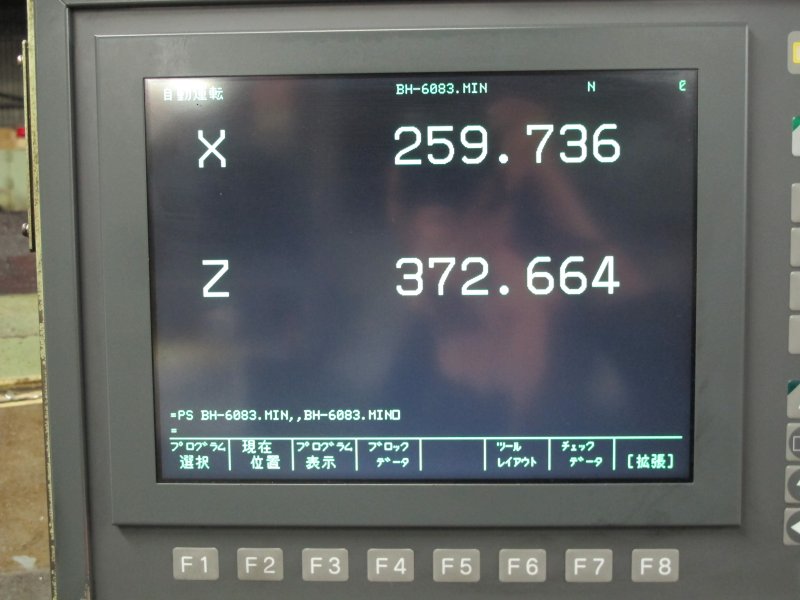 自動運転 BH-6083.MIN N 0
X 259.736
Z 372.664
=PS BH-6083.MIN,,BH-6083.MIN
=
プログラム 現在 プログラム ブロック ツール チェック
選択 位置 表示 データ レイアウト データ [拡張]
F1 F2 F3 F4 F5 F6 F7 F8